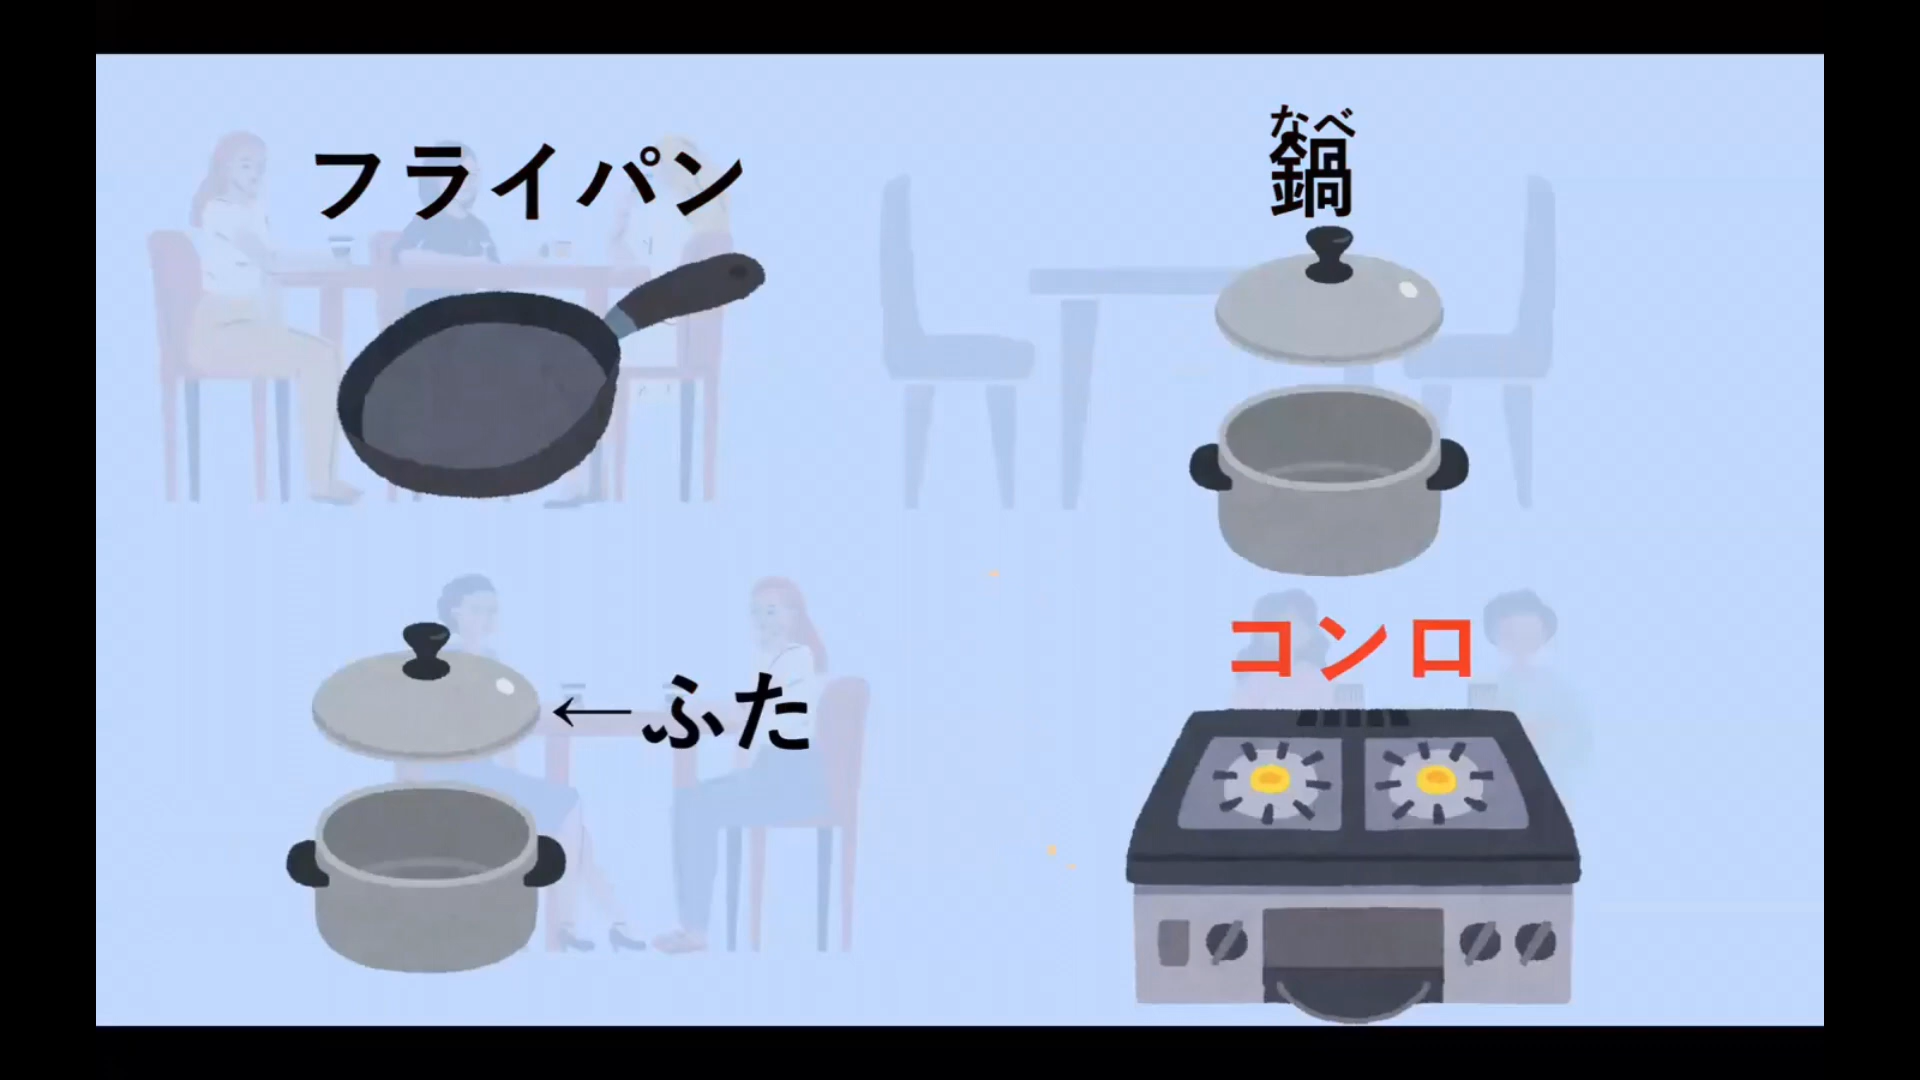 フライパン
なべ
鍋
←ふた
コンロ